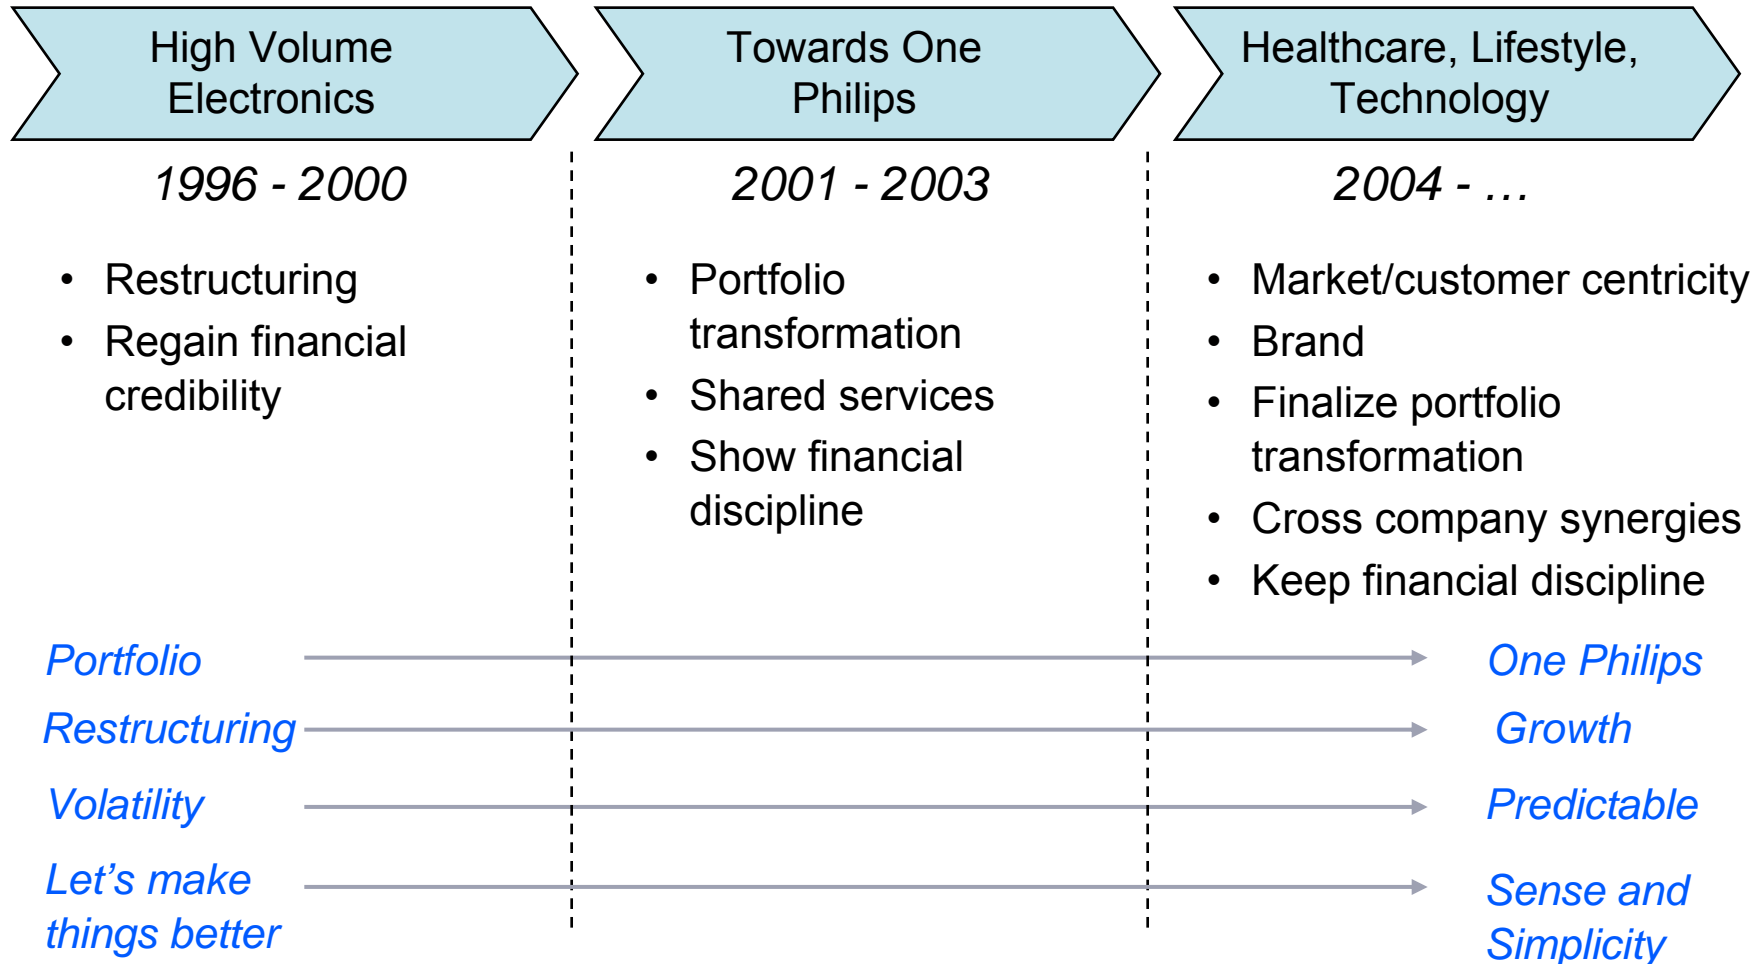 High Volume
Electronics
Towards One
Philips
Healthcare, Lifestyle,
Technology
1996 - 2000
2001 - 2003
2004 - …
• Restructuring
• Regain financial
credibility
• Portfolio
transformation
• Shared services
• Show financial
discipline
• Market/customer centricity
• Brand
• Finalize portfolio
transformation
• Cross company synergies
• Keep financial discipline
Portfolio
One Philips
Restructuring
Growth
Volatility
Predictable
Let’s make
things better
Sense and
Simplicity